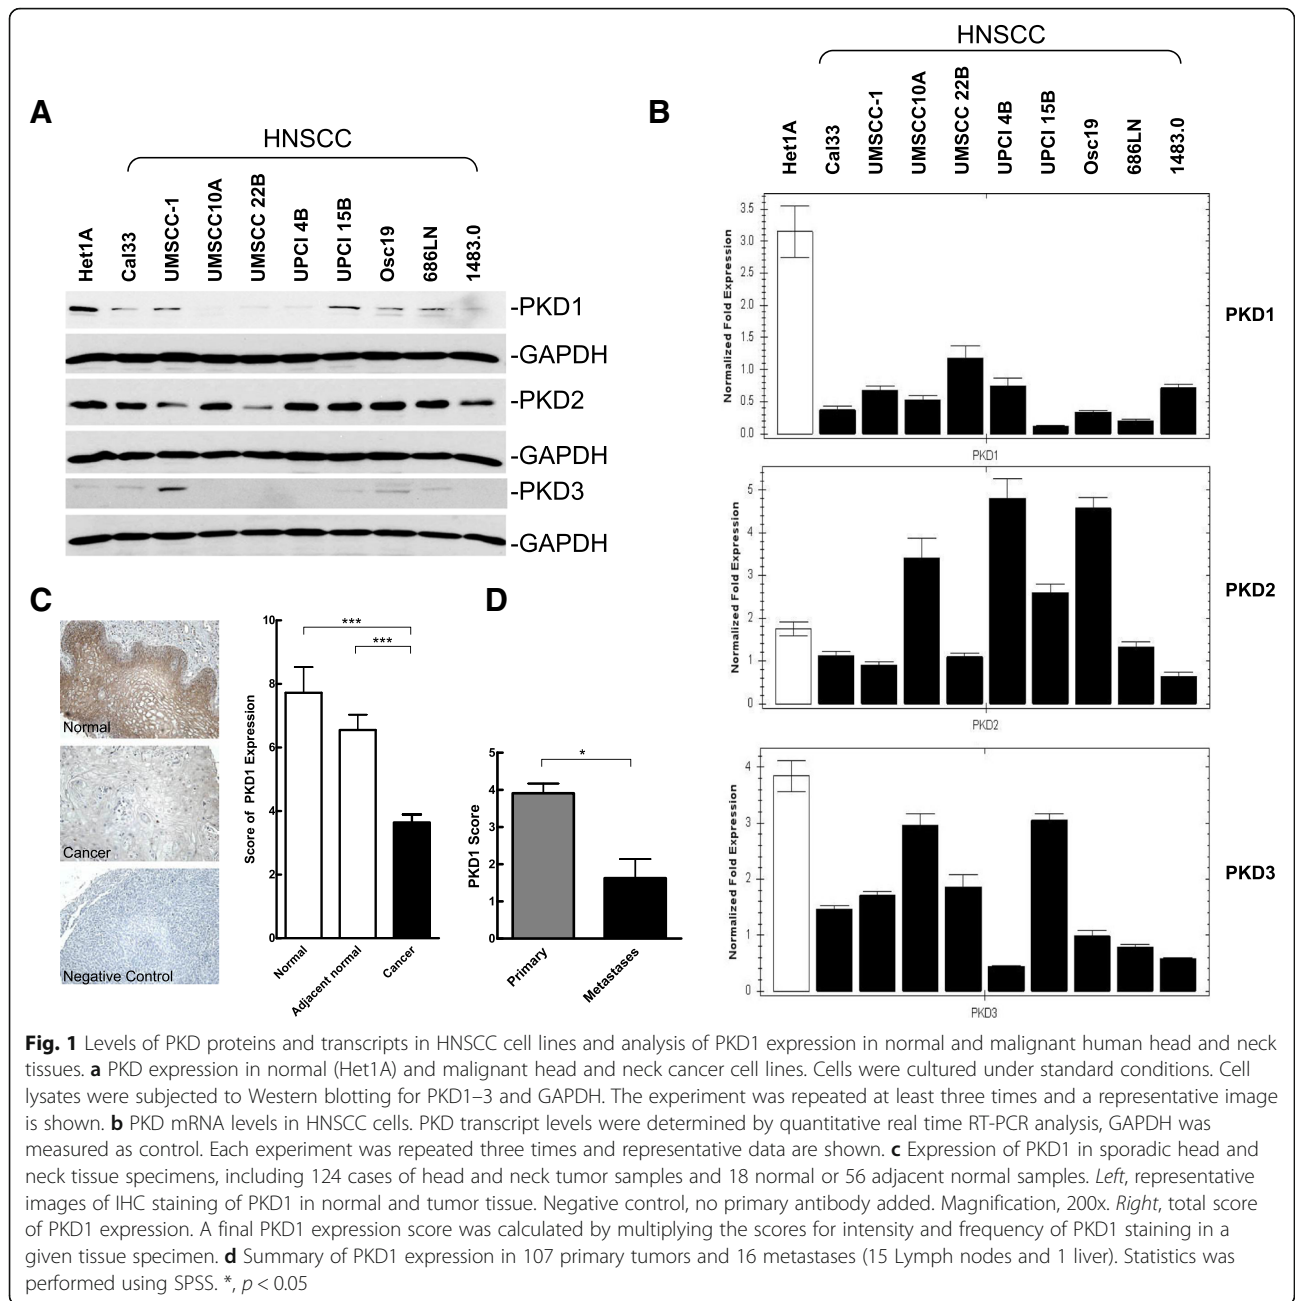 A
HNSCC
Het1A
Cal33
UMSCC-1
UMSCC10A
UMSCC 22B
UPCI 4B
UPCI 15B
Osc19
686LN
1483.0
-PKD1
-GAPDH
-PKD2
-GAPDH
-PKD3
-GAPDH
B
HNSCC
Het1A
Cal33
UMSCC-1
UMSCC10A
UMSCC 22B
UPCI 4B
UPCI 15B
Osc19
686LN
1483.0
Normalized Fold Expression
3.5
3.0
2.5
2.0
1.5
1.0
0.5
0.0
PKD1
PKD1
Normalized Fold Expression
5
4
3
2
1
0
PKD2
PKD2
Normalized Fold Expression
4
3
2
1
0
PKD3
PKD3
C
Normal
Cancer
Negative Control
Score of PKD1 Expression
10
8
6
4
2
0
***
***
Normal
Adjacent normal
Cancer
D
PKD1 Score
5
4
3
2
1
0
*
Primary
Metastases
Fig. 1 Levels of PKD proteins and transcripts in HNSCC cell lines and analysis of PKD1 expression in normal and malignant human head and neck
tissues. a PKD expression in normal (Het1A) and malignant head and neck cancer cell lines. Cells were cultured under standard conditions. Cell
lysates were subjected to Western blotting for PKD1–3 and GAPDH. The experiment was repeated at least three times and a representative image
is shown. b PKD mRNA levels in HNSCC cells. PKD transcript levels were determined by quantitative real time RT-PCR analysis, GAPDH was
measured as control. Each experiment was repeated three times and representative data are shown. c Expression of PKD1 in sporadic head and
neck tissue specimens, including 124 cases of head and neck tumor samples and 18 normal or 56 adjacent normal samples. Left, representative
images of IHC staining of PKD1 in normal and tumor tissue. Negative control, no primary antibody added. Magnification, 200x. Right, total score
of PKD1 expression. A final PKD1 expression score was calculated by multiplying the scores for intensity and frequency of PKD1 staining in a
given tissue specimen. d Summary of PKD1 expression in 107 primary tumors and 16 metastases (15 Lymph nodes and 1 liver). Statistics was
performed using SPSS. *, p < 0.05